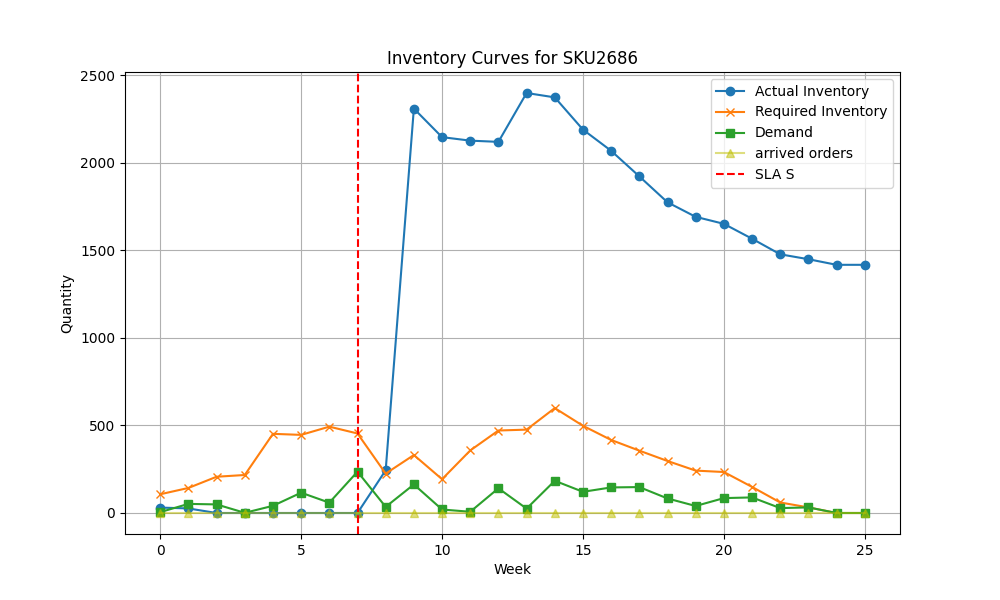 Inventory Curves for SKU2686
2500
2000
1500
1000
500
0
Quantity
Actual Inventory
Required Inventory
Demand
arrived orders
SLA S
0 5 10 15 20 25
Week